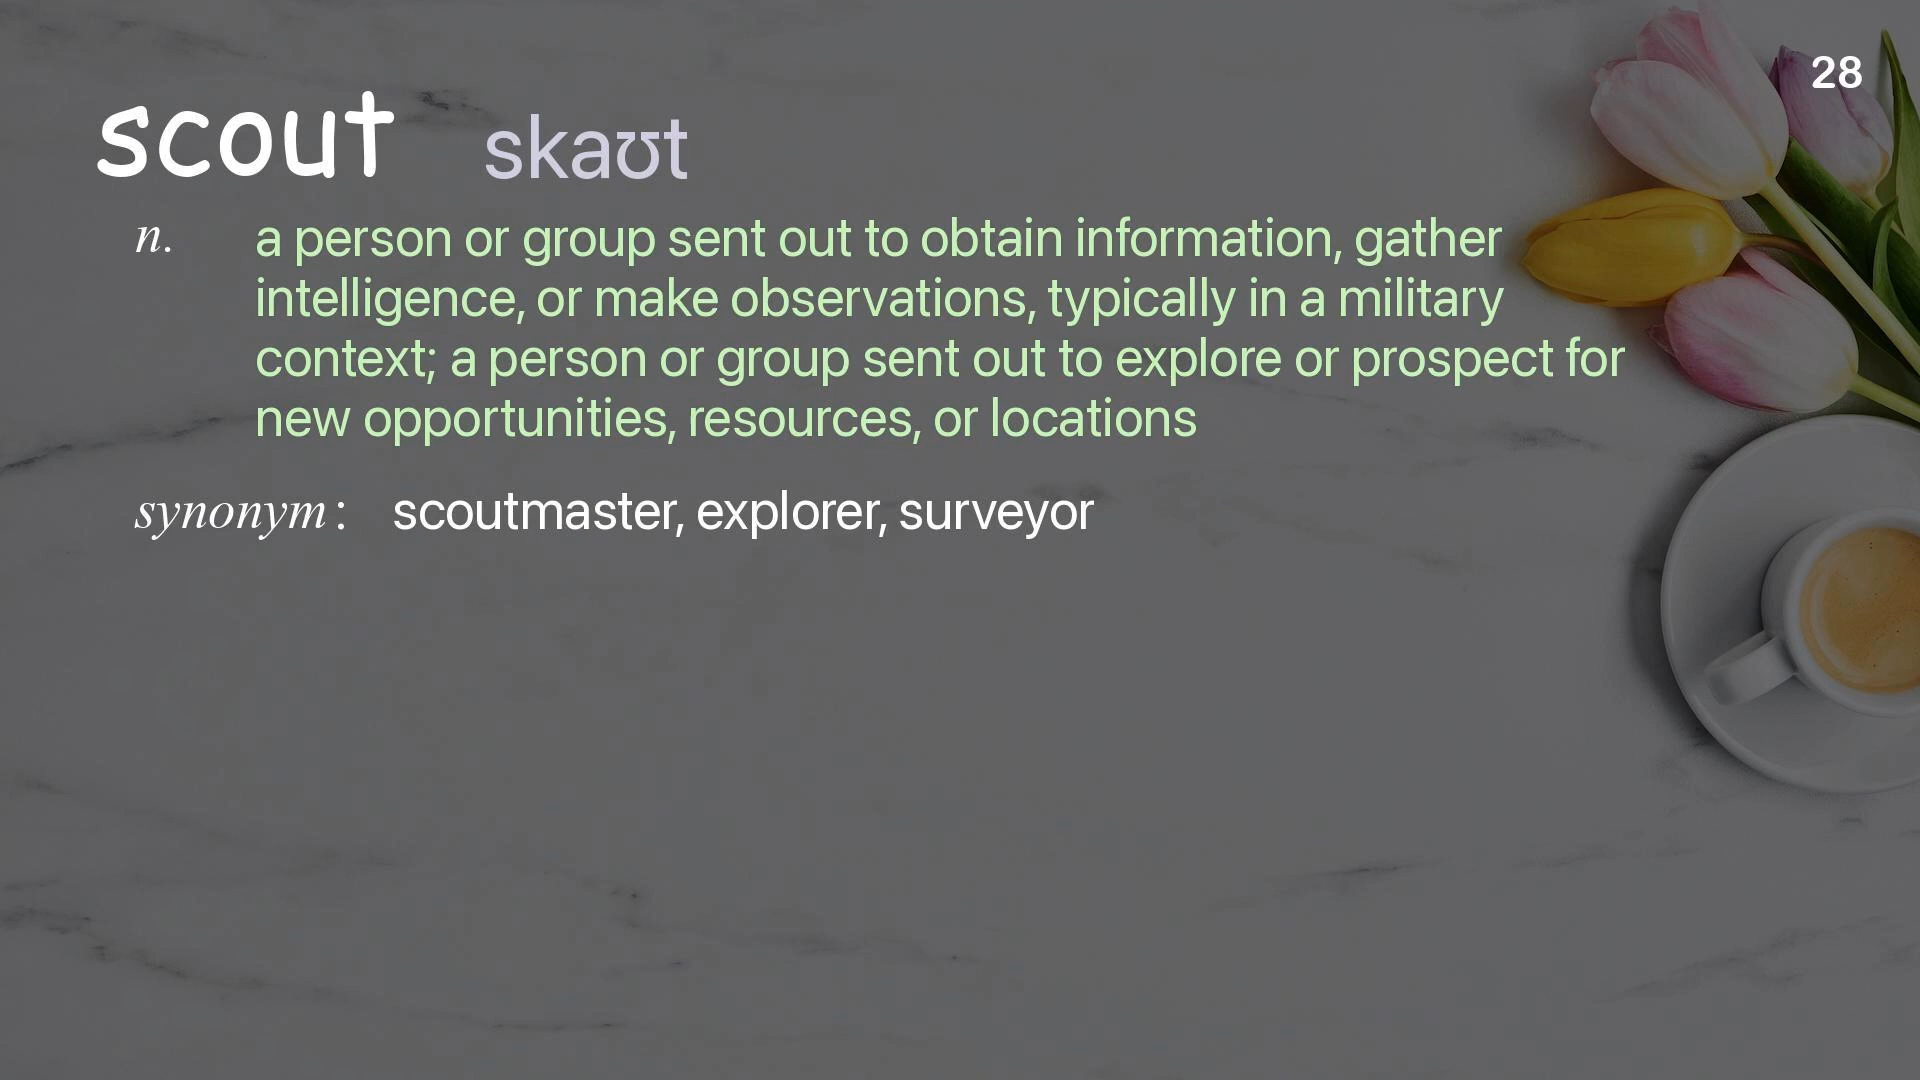 28
scout skaʊt
n. a person or group sent out to obtain information, gather
intelligence, or make observations, typically in a military
context; a person or group sent out to explore or prospect for
new opportunities, resources, or locations
synonym: scoutmaster, explorer, surveyor